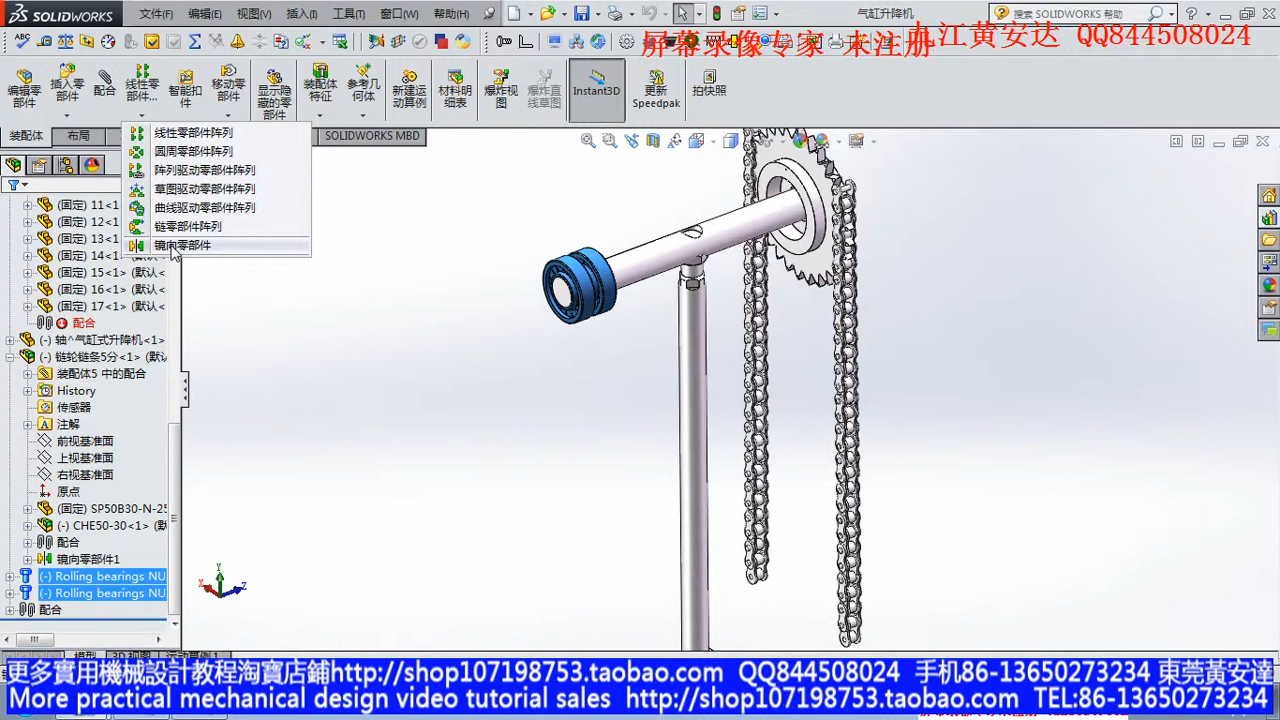 SOLIDWORKS
文件(F) 编辑(E) 视图(V) 插入(I) 工具(T) 窗口(W) 帮助(H)
气缸升降机
搜索 SOLIDWORKS 帮助
屏幕录像专家 未注册
九江黄安达 QQ844508024
编辑零部件
插入零部件
配合
线性零部件...
智能扣件
移动零部件
显示隐藏的零部件
装配体特征
参考几何体
新建运动算例
材料明细表
爆炸视图
爆炸直线草图
Instant3D
更新 Speedpak
拍快照
装配体 布局 SOLIDWORKS MBD
线性零部件阵列
圆周零部件阵列
阵列驱动零部件阵列
草图驱动零部件阵列
曲线驱动零部件阵列
链零部件阵列
镜向零部件
(固定) 11<1
(固定) 12<1
(固定) 13<1
(固定) 14<1
(固定) 15<1> (默认<
(固定) 16<1> (默认<
(固定) 17<1> (默认<
配合
轴^气缸式升降机<1>
(-) 链轮链条5分<1> (默认
装配体5 中的配合
History
传感器
注解
前视基准面
上视基准面
右视基准面
原点
(固定) SP50B30-N-25
(-) CHE50-30<1> (默
配合
镜向零部件1
(-) Rolling bearings NU
(-) Rolling bearings NU
配合
Y
X
Z
模型 3D 视图 运动算例 1
更多實用機械設計教程淘寶店鋪http://shop107198753.taobao.com QQ844508024 手机86-13650273234 東莞黃安達
More practical mechanical design video tutorial sales http://shop107198753.taobao.com TEL:86-13650273234